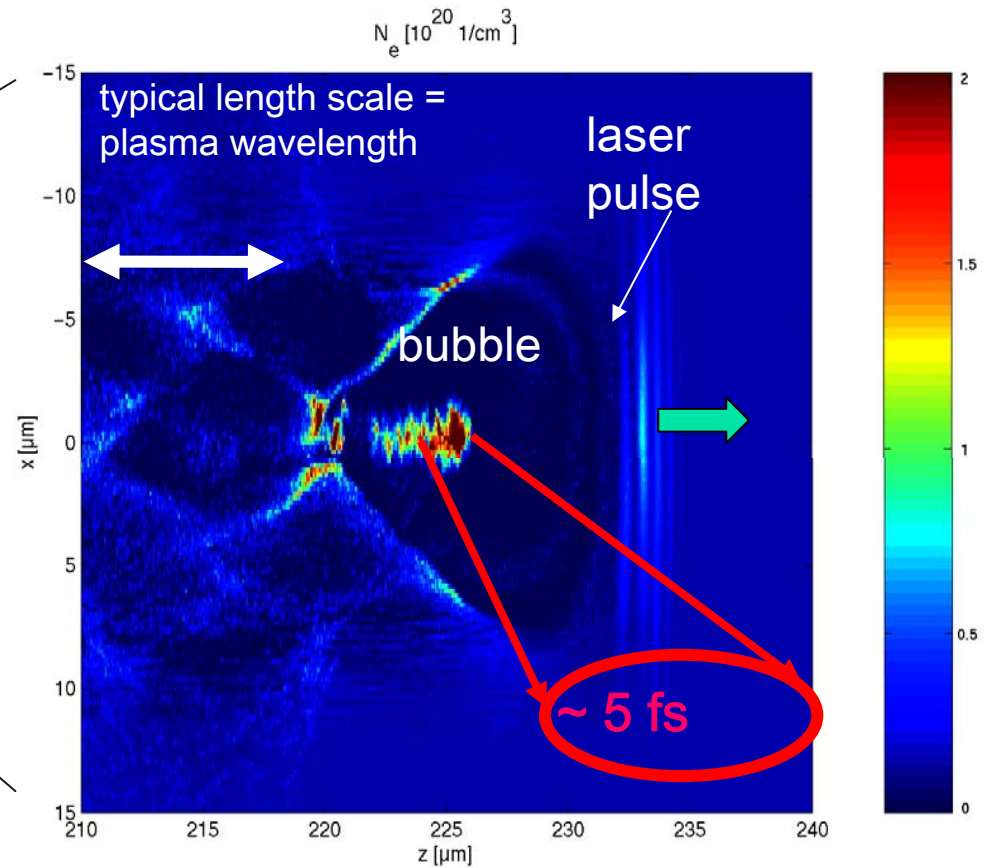 N_e [10^20 1/cm^3]
typical length scale =
plasma wavelength
laser
pulse
bubble
~ 5 fs
x [μm]
−15
−10
−5
0
5
10
15
210
215
220
225
230
235
240
z [μm]
2
1.5
1
0.5
0